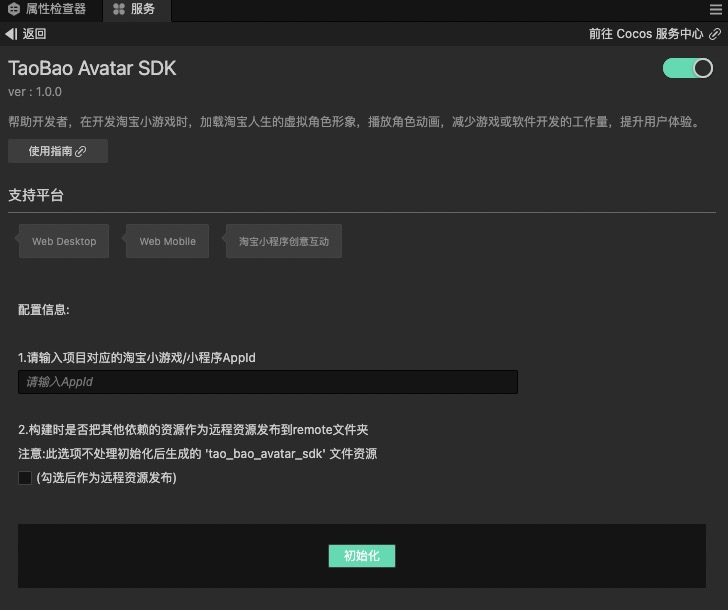 属性检查器
服务
返回
前往 Cocos 服务中心
TaoBao Avatar SDK
ver : 1.0.0
帮助开发者，在开发淘宝小游戏时，加载淘宝人生的虚拟角色形象，播放角色动画，减少游戏或软件开发的工作量，提升用户体验。
使用指南
支持平台
Web Desktop
Web Mobile
淘宝小程序创意互动
配置信息:
1.请输入项目对应的淘宝小游戏/小程序AppId
请输入AppId
2.构建时是否把其他依赖的资源作为远程资源发布到remote文件夹
注意:此选项不处理初始化后生成的 'tao_bao_avatar_sdk' 文件资源
(勾选后作为远程资源发布)
初始化